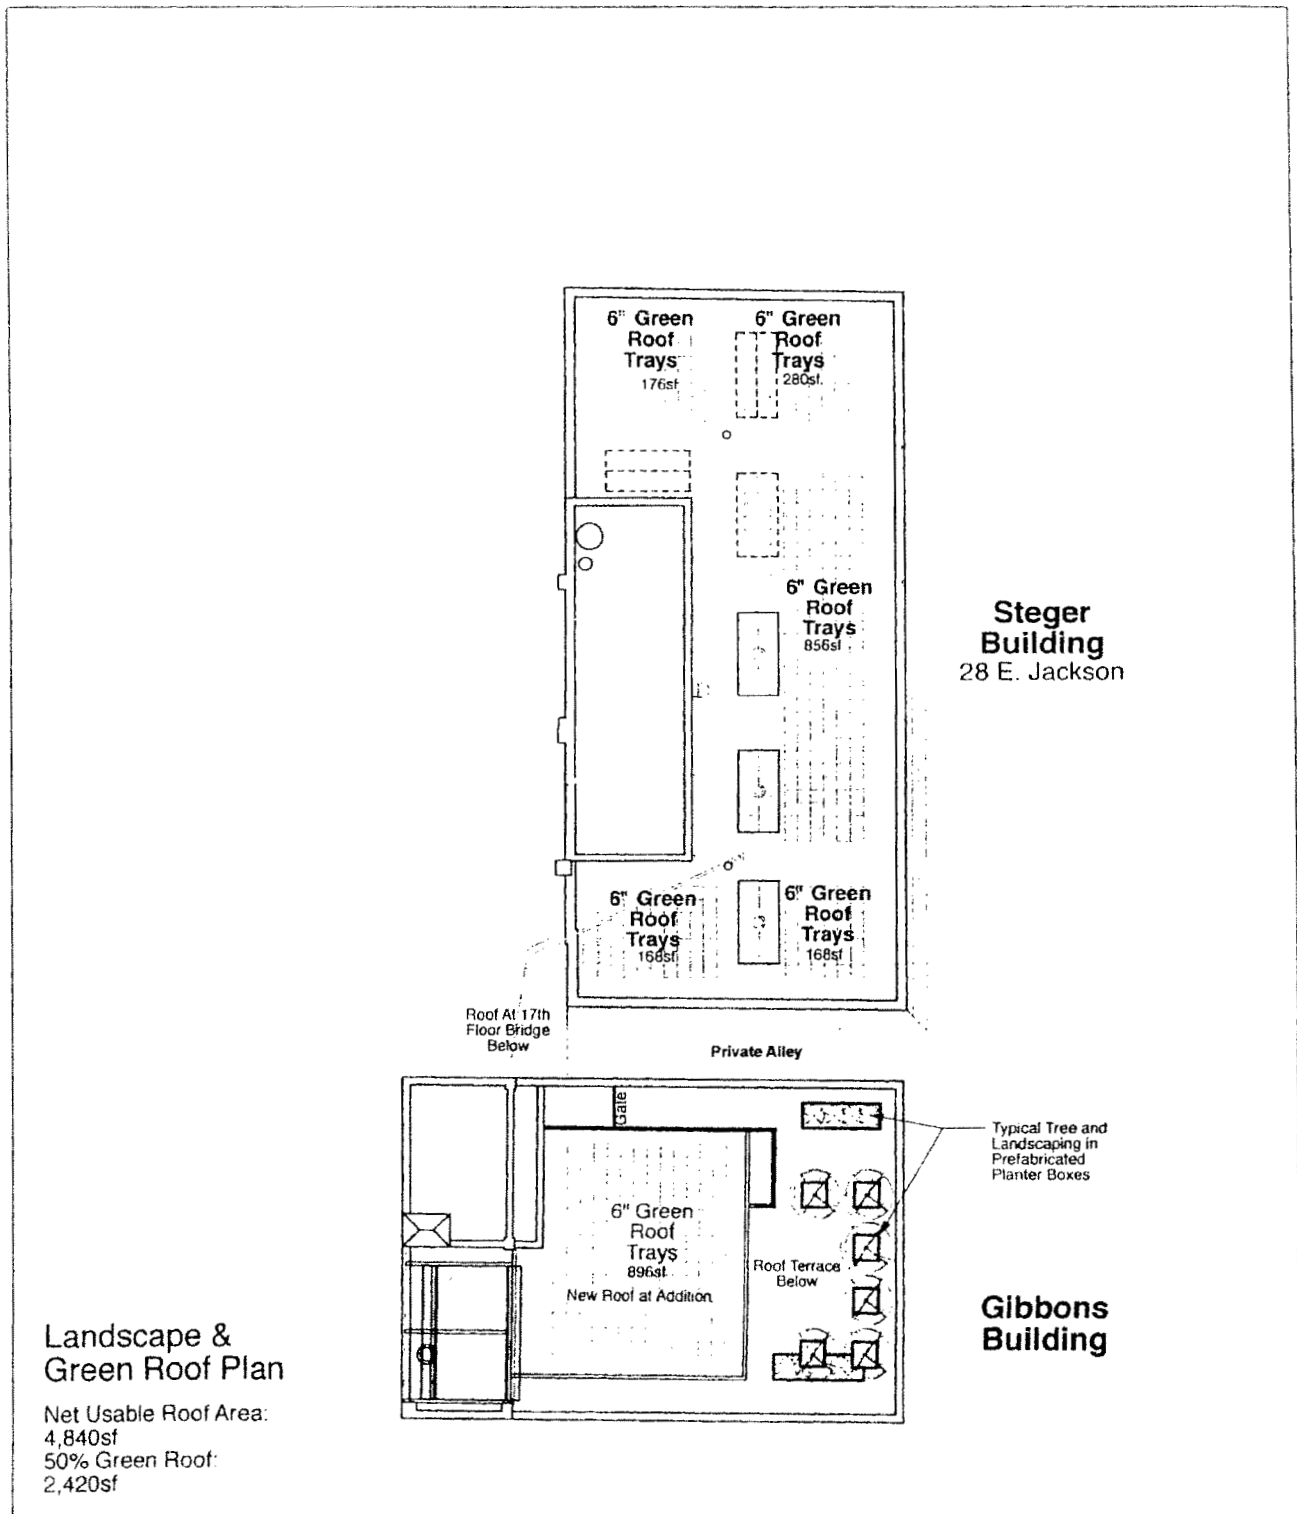 6" Green
Roof
Trays
176sf
6" Green
Roof
Trays
280sf
6" Green
Roof
Trays
856sf
Steger
Building
28 E. Jackson
6" Green
Roof
Trays
168sf
6" Green
Roof
Trays
168sf
Roof At 17th
Floor Bridge
Below
Private Alley
Gate
Typical Tree and
Landscaping in
Prefabricated
Planter Boxes
6" Green
Roof
Trays
896sf
New Roof at Addition
Roof Terrace
Below
Gibbons
Building
Landscape &
Green Roof Plan
Net Usable Roof Area:
4,840sf
50% Green Roof:
2,420sf